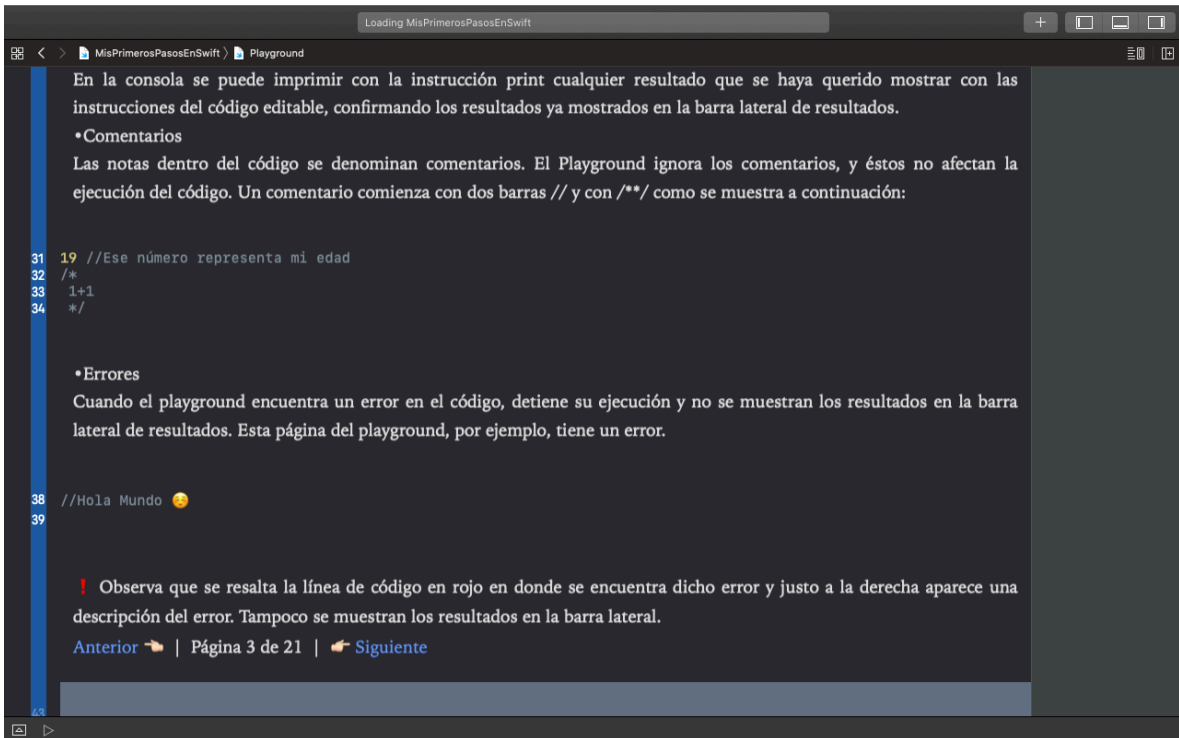 Loading MisPrimerosPasosEnSwift
MisPrimerosPasosEnSwift 〉 Playground
En la consola se puede imprimir con la instrucción print cualquier resultado que se haya querido mostrar con las
instrucciones del código editable, confirmando los resultados ya mostrados en la barra lateral de resultados.
•Comentarios
Las notas dentro del código se denominan comentarios. El Playground ignora los comentarios, y éstos no afectan la
ejecución del código. Un comentario comienza con dos barras // y con /**/ como se muestra a continuación:
31 19 //Ese número representa mi edad
32 /*
33 1+1
34 */
•Errores
Cuando el playground encuentra un error en el código, detiene su ejecución y no se muestran los resultados en la barra
lateral de resultados. Esta página del playground, por ejemplo, tiene un error.
38 //Hola Mundo ☺️
39
❗ Observa que se resalta la línea de código en rojo en donde se encuentra dicho error y justo a la derecha aparece una
descripción del error. Tampoco se muestran los resultados en la barra lateral.
Anterior 👈🏻 | Página 3 de 21 | 👉🏻 Siguiente
43